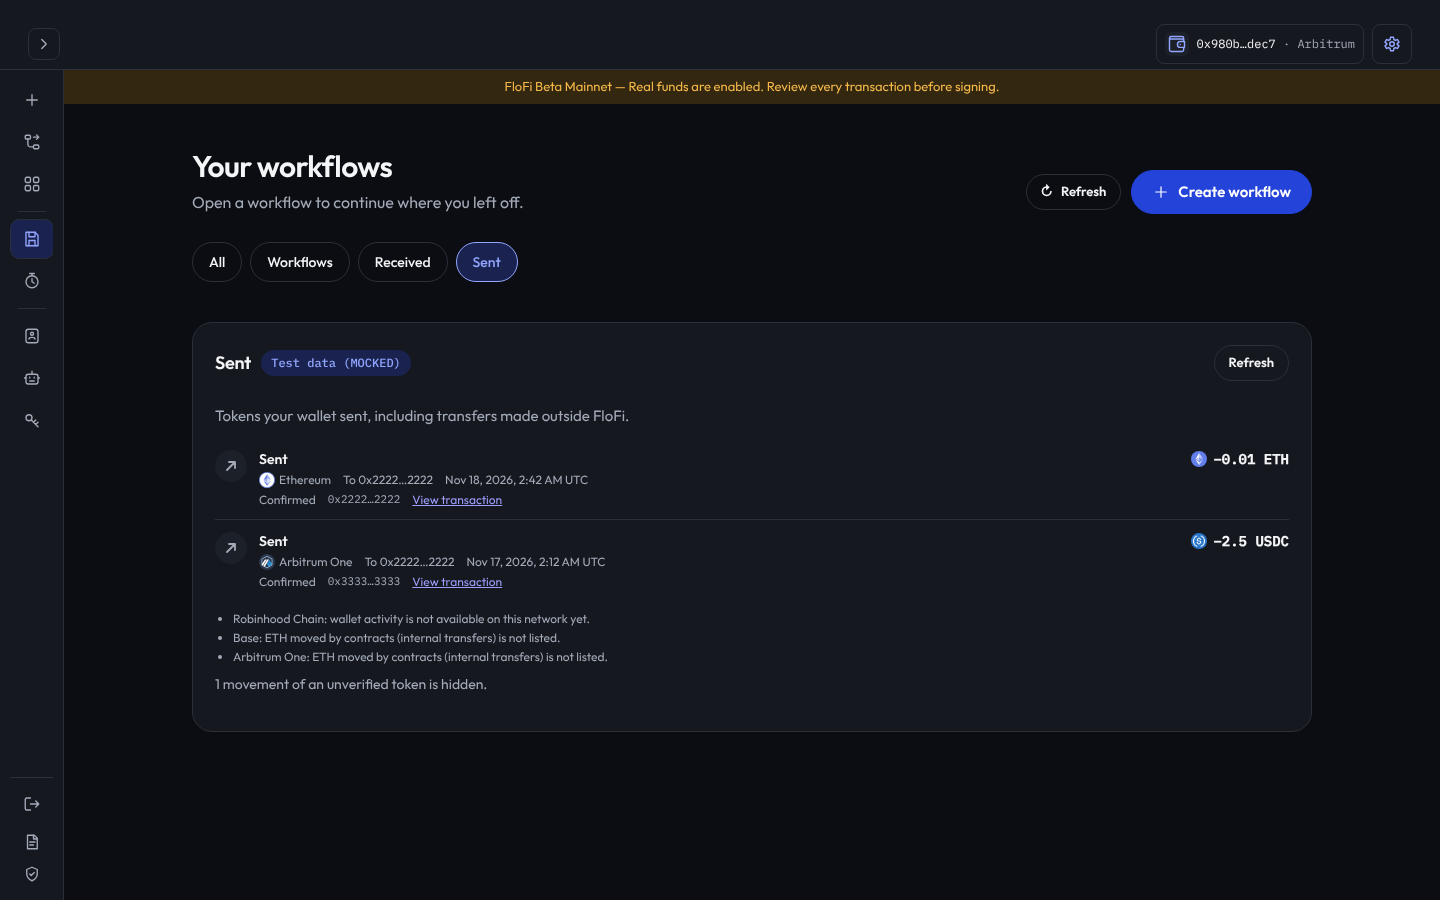 0x980b…dec7 · Arbitrum
FloFi Beta Mainnet — Real funds are enabled. Review every transaction before signing.
Your workflows
Open a workflow to continue where you left off.
Refresh
Create workflow
All
Workflows
Received
Sent
Sent
Test data (MOCKED)
Refresh
Tokens your wallet sent, including transfers made outside FloFi.
Sent
−0.01 ETH
Ethereum To 0x2222…2222 Nov 18, 2026, 2:42 AM UTC
Confirmed 0x2222…2222 View transaction
Sent
−2.5 USDC
Arbitrum One To 0x2222…2222 Nov 17, 2026, 2:12 AM UTC
Confirmed 0x3333…3333 View transaction
• Robinhood Chain: wallet activity is not available on this network yet.
• Base: ETH moved by contracts (internal transfers) is not listed.
• Arbitrum One: ETH moved by contracts (internal transfers) is not listed.
1 movement of an unverified token is hidden.